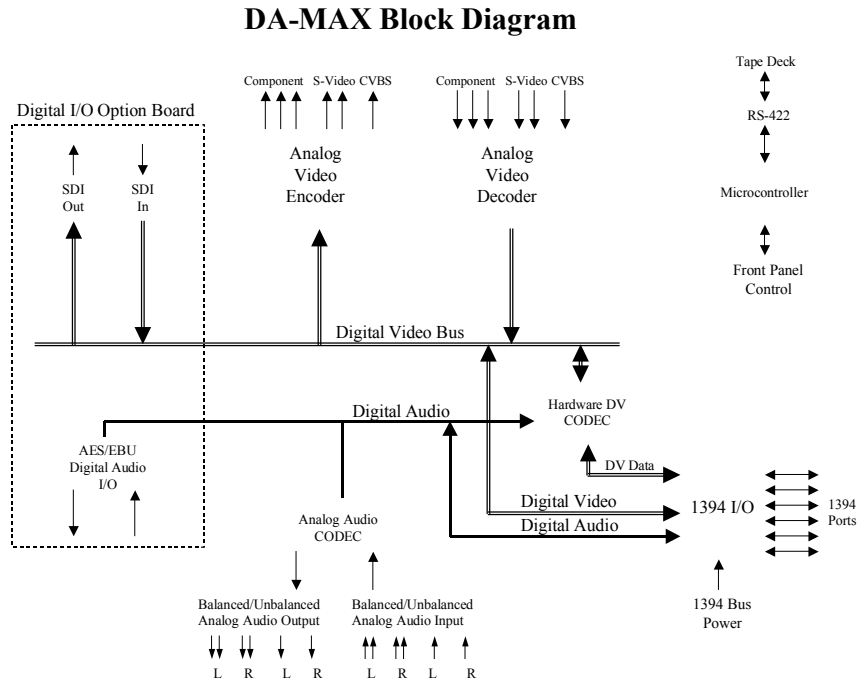 DA-MAX Block Diagram
Component S-Video CVBS
Component S-Video CVBS
Tape Deck
RS-422
Microcontroller
Front Panel
Control
Digital I/O Option Board
SDI
Out
SDI
In
Analog
Video
Encoder
Analog
Video
Decoder
Digital Video Bus
Digital Audio
Hardware DV
CODEC
AES/EBU
Digital Audio
I/O
DV Data
Digital Video
Digital Audio
1394 I/O
1394
Ports
Analog Audio
CODEC
1394 Bus
Power
Balanced/Unbalanced
Analog Audio Output
Balanced/Unbalanced
Analog Audio Input
L R L R
L R L R